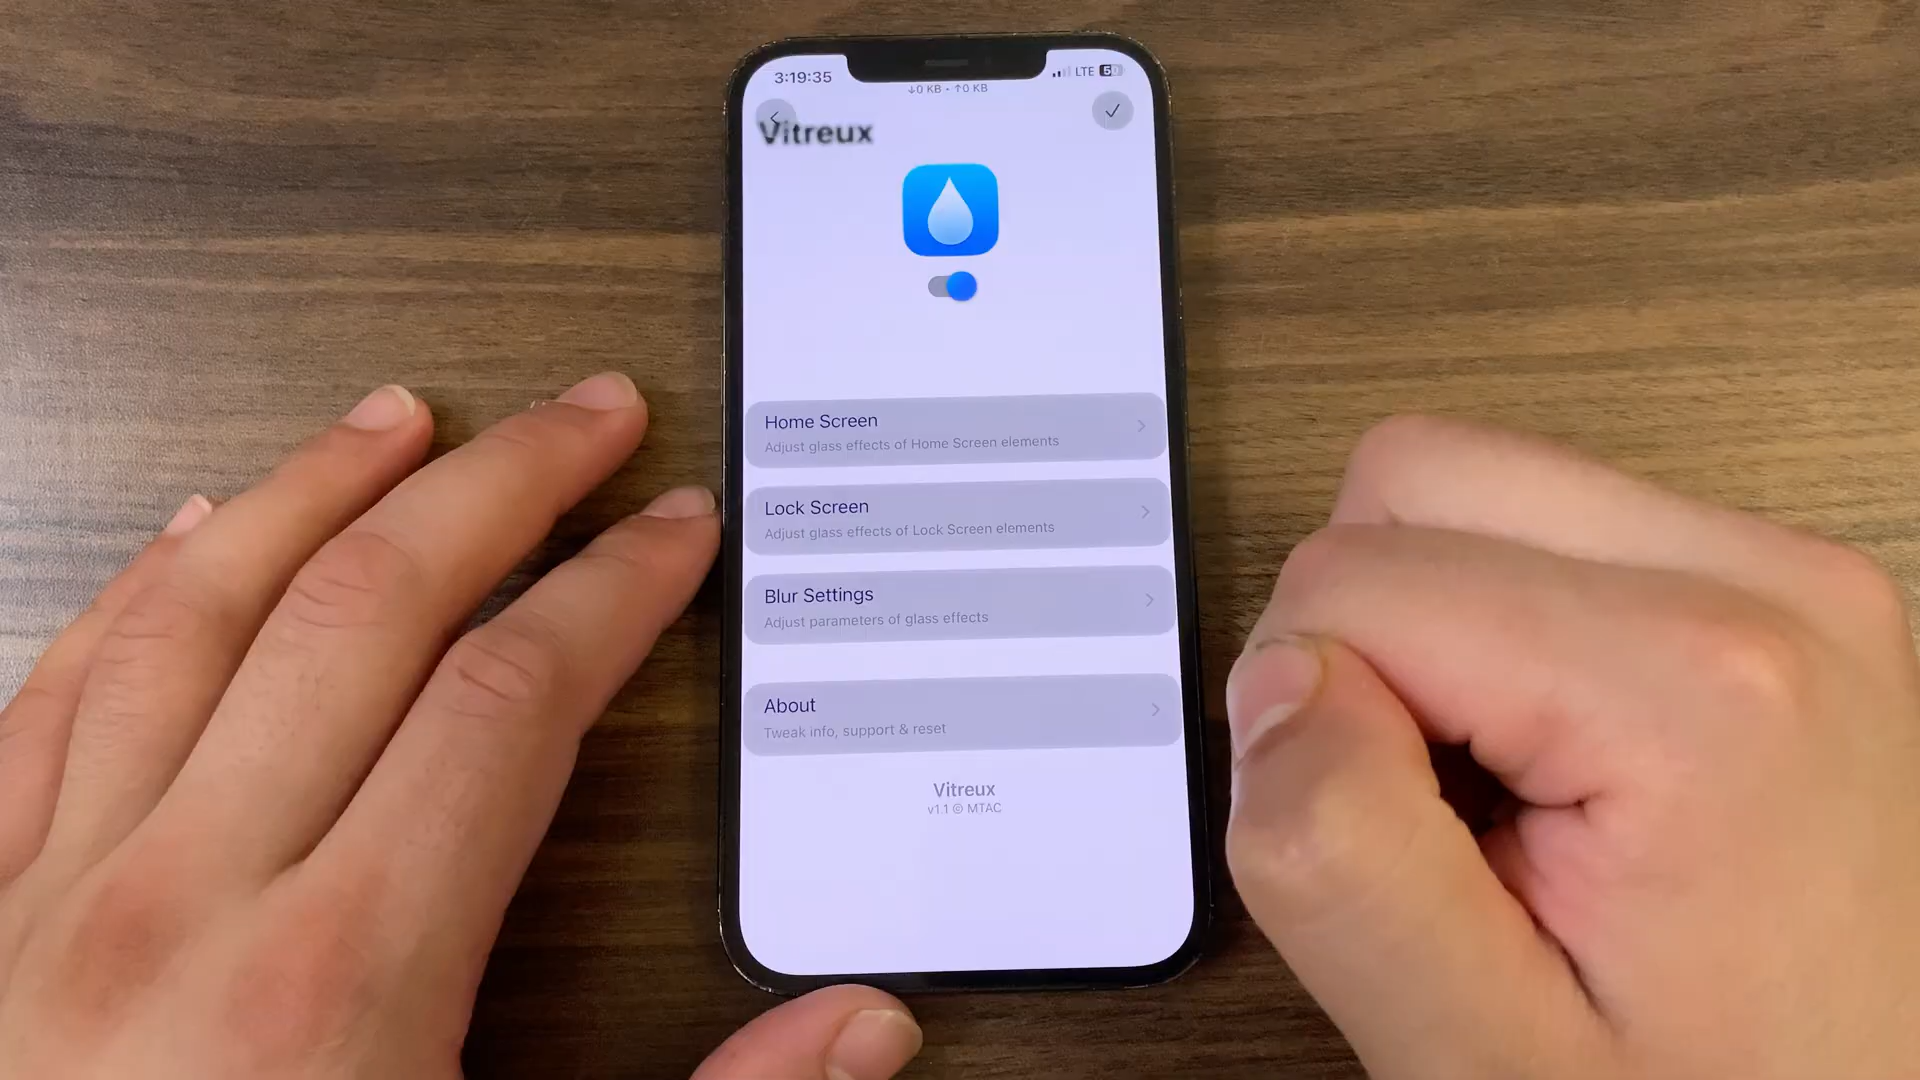 3:19:35
LTE 50
↓0 KB • ↑0 KB
Vitreux
Home Screen
Adjust glass effects of Home Screen elements
Lock Screen
Adjust glass effects of Lock Screen elements
Blur Settings
Adjust parameters of glass effects
About
Tweak info, support & reset
Vitreux
v1.1 © MTAC